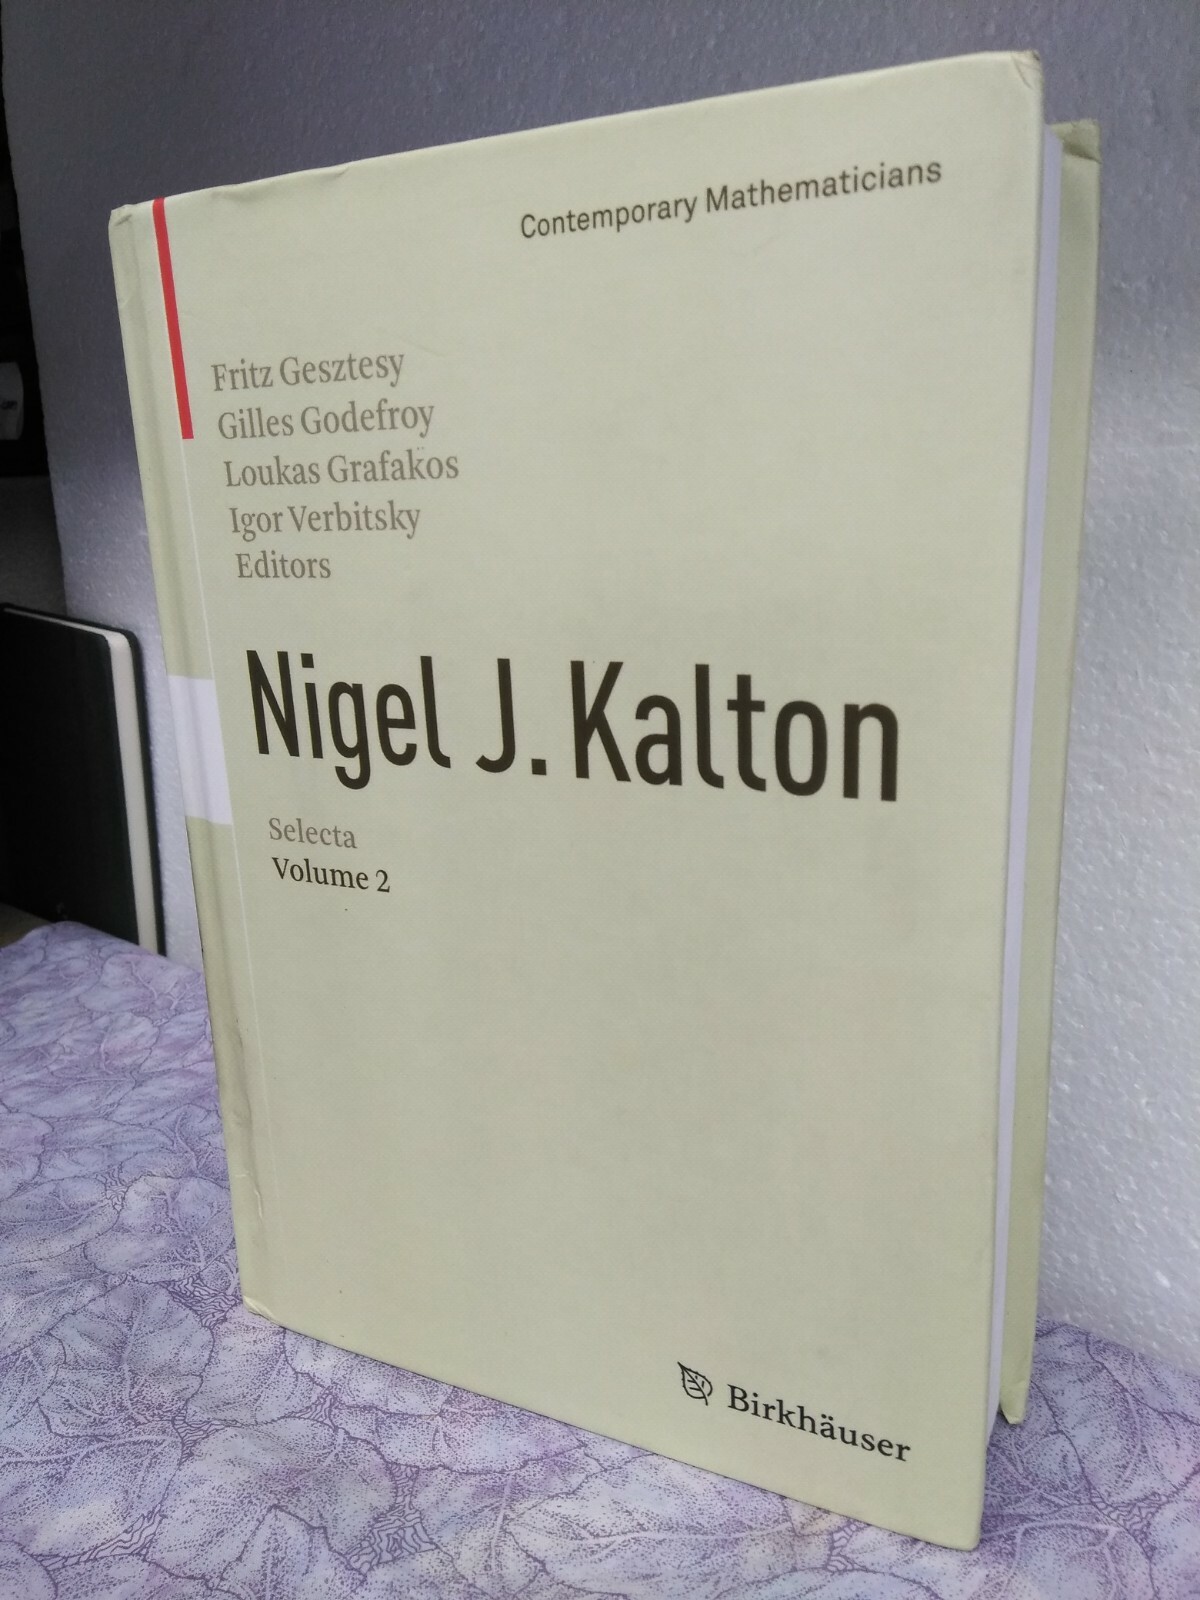 Contemporary Mathematicians
Fritz Gesztesy
Gilles Godefroy
Loukas Grafakos
Igor Verbitsky
Editors
Nigel J. Kalton
Selecta
Volume 2
Birkhäuser